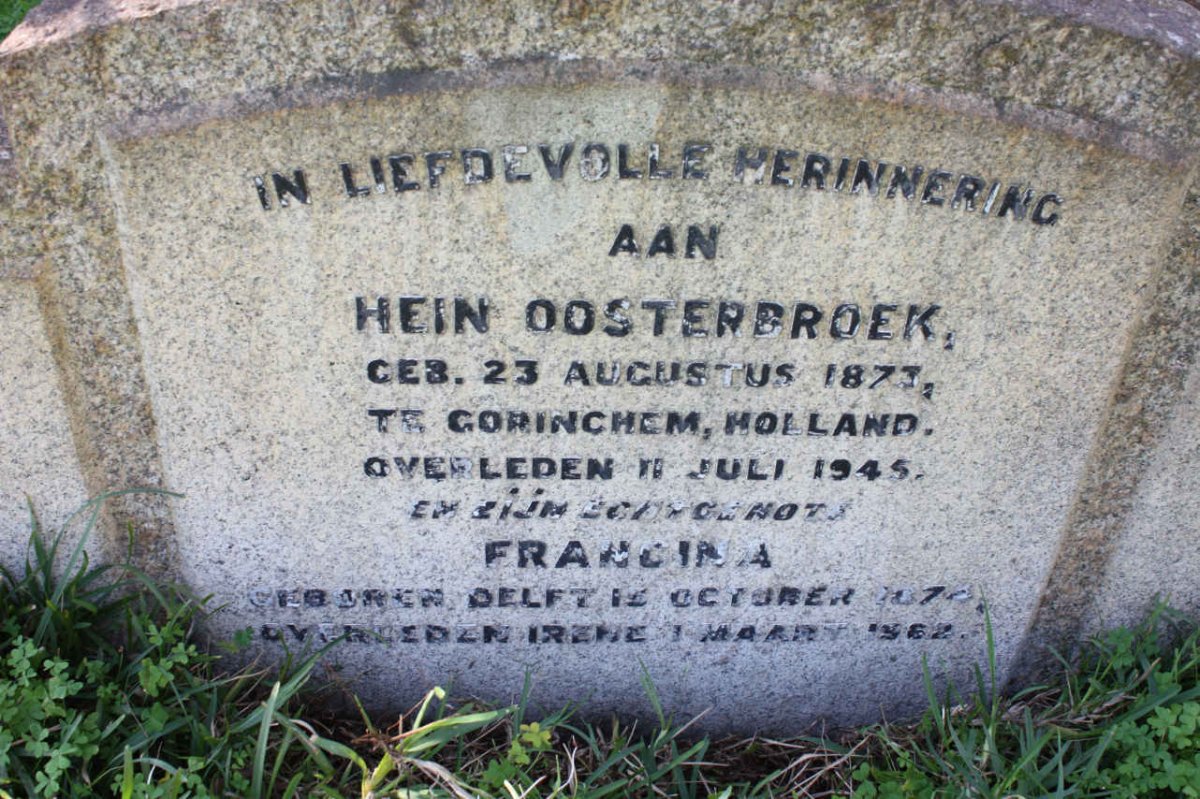 IN LIEFDEVOLLE HERINNERING
AAN
HEIN OOSTERBROEK,
GEB. 23 AUGUSTUS 1873,
TE GORINCHEM, HOLLAND.
OVERLEDEN 11 JULI 1945.
EN ZIJN ECHTGENOTE
FRANCINA
GEBOREN DELFT 12 OCTOBER
OVERLEDEN IRENE 1 MAART 1962.